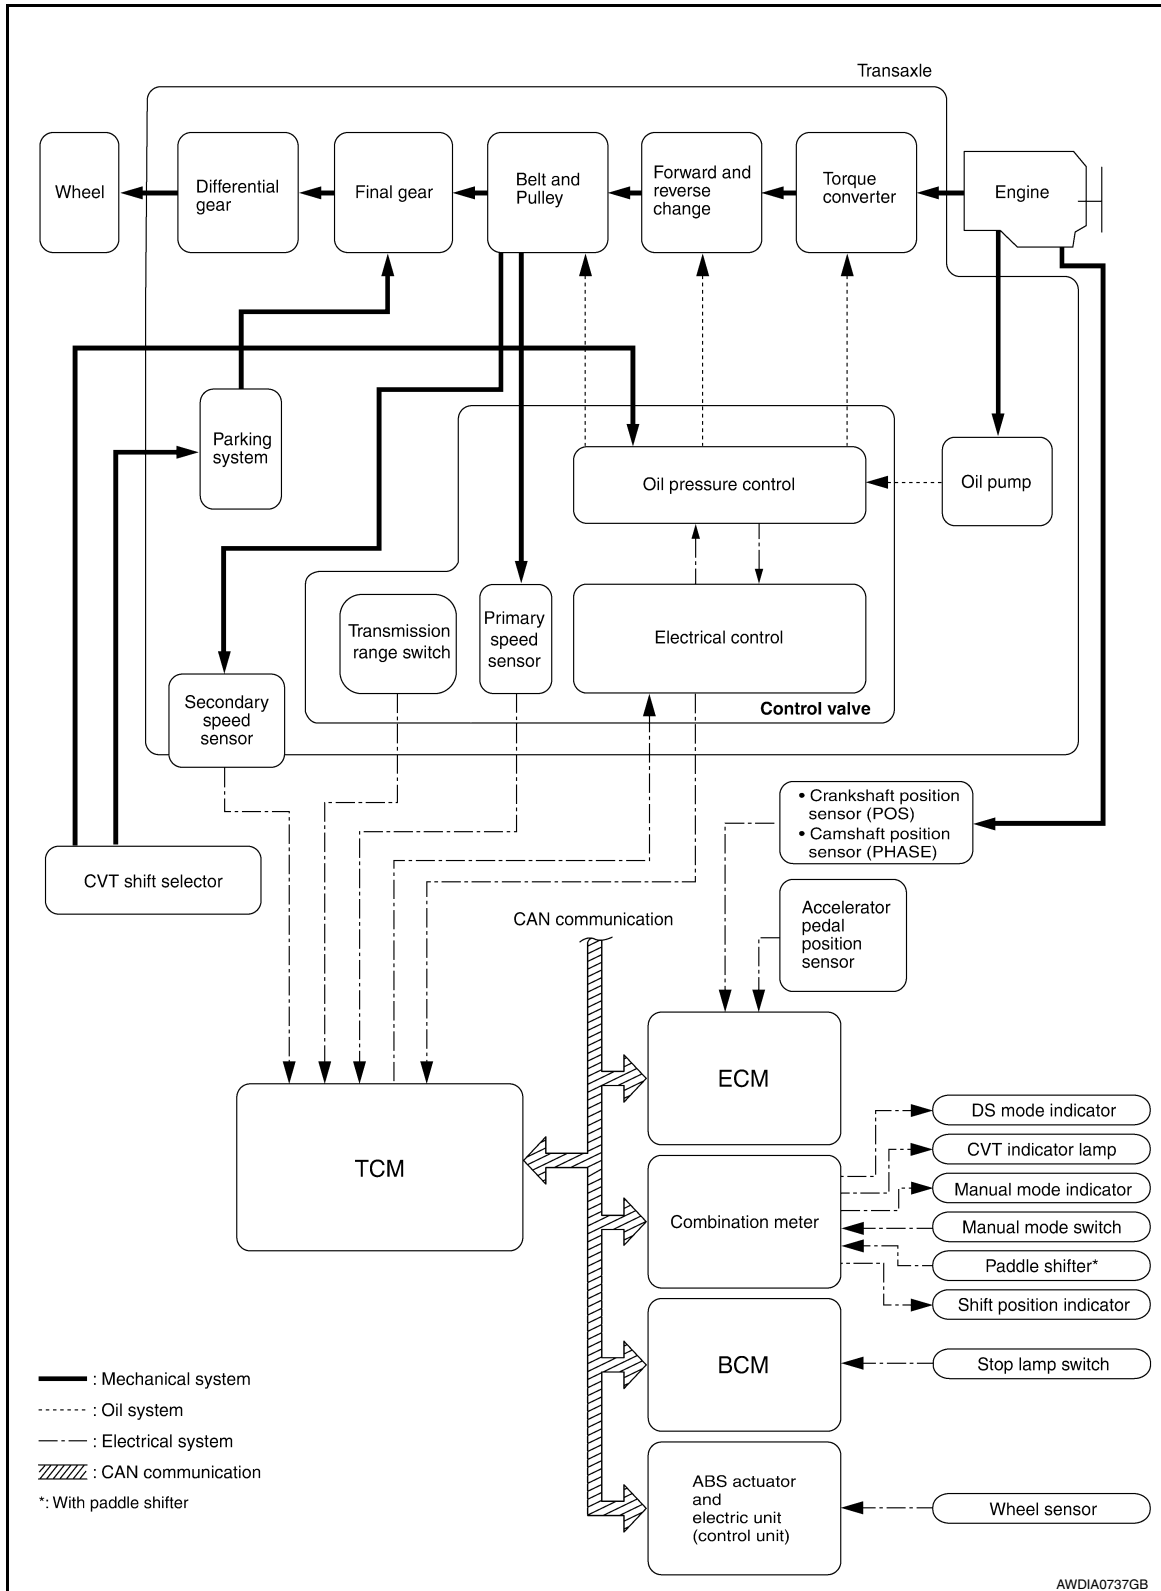 Transaxle
Wheel
Differential
gear
Final gear
Belt and
Pulley
Forward and
reverse
change
Torque
converter
Engine
Parking
system
Oil pressure control
Oil pump
Transmission
range switch
Primary
speed
sensor
Electrical control
Control valve
Secondary
speed
sensor
• Crankshaft position
sensor (POS)
• Camshaft position
sensor (PHASE)
CVT shift selector
Accelerator
pedal
position
sensor
CAN communication
ECM
TCM
DS mode indicator
CVT indicator lamp
Manual mode indicator
Combination meter
Manual mode switch
Paddle shifter*
Shift position indicator
BCM
Stop lamp switch
ABS actuator
and
electric unit
(control unit)
Wheel sensor
: Mechanical system
: Oil system
: Electrical system
: CAN communication
*: With paddle shifter
AWDIA0737GB